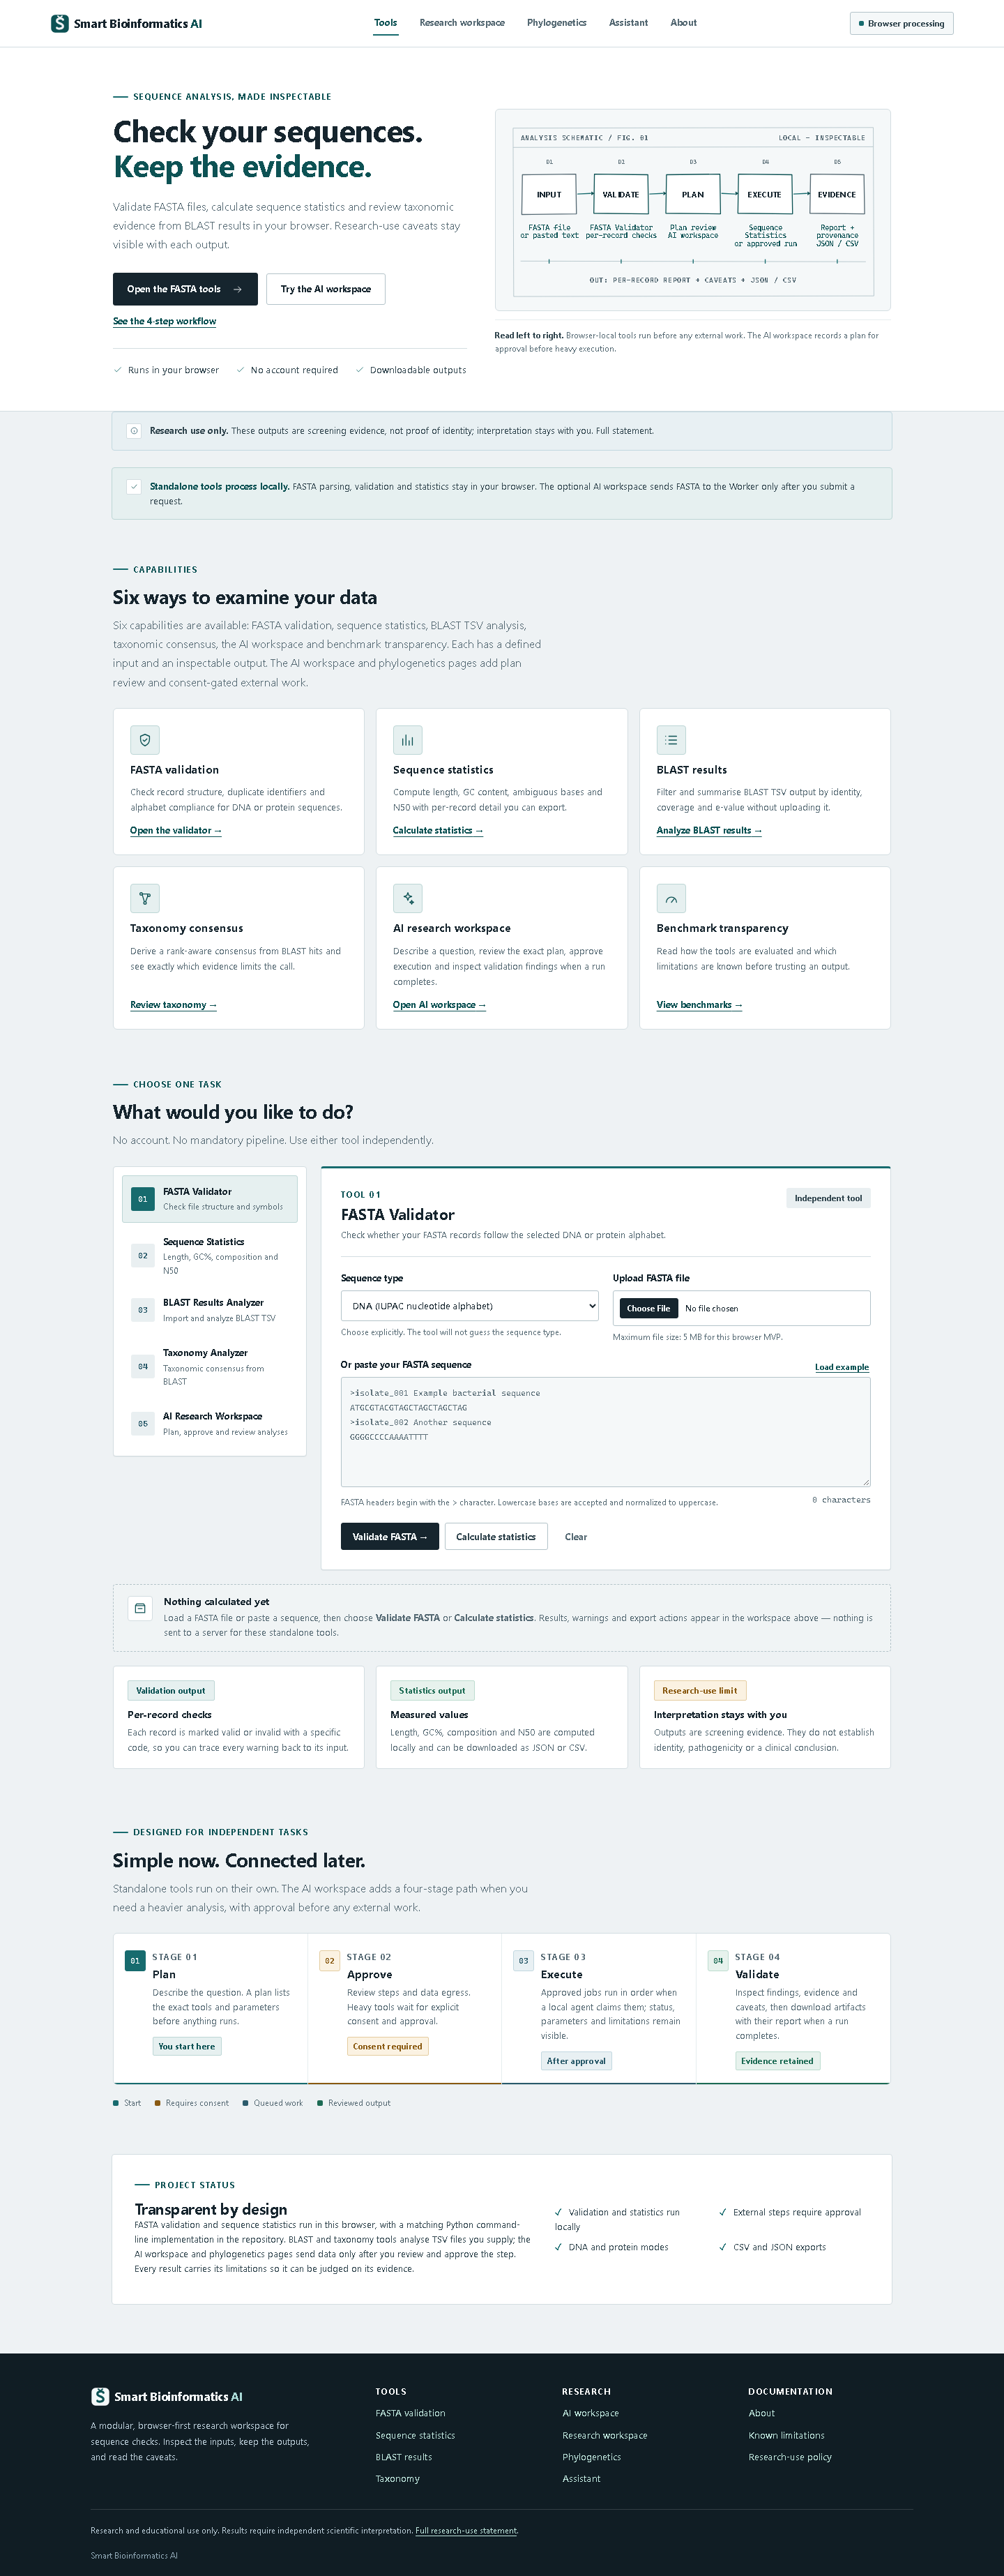 Smart Bioinformatics AI
Tools
Research workspace
Phylogenetics
Assistant
About
Browser processing
SEQUENCE ANALYSIS, MADE INSPECTABLE
Check your sequences.
Keep the evidence.
Validate FASTA files, calculate sequence statistics and review taxonomic
evidence from BLAST results in your browser. Research-use caveats stay
visible with each output.
Open the FASTA tools →
Try the AI workspace
See the 4-step workflow
Runs in your browser
No account required
Downloadable outputs
ANALYSIS SCHEMATIC / FIG. 01
LOCAL — INSPECTABLE
01
02
03
04
05
INPUT
VALIDATE
PLAN
EXECUTE
EVIDENCE
FASTA file
or pasted text
FASTA Validator
per-record checks
Plan review
AI workspace
Sequence
Statistics
or approved run
Report +
provenance
JSON / CSV
OUT: PER-RECORD REPORT + CAVEATS + JSON / CSV
Read left to right. Browser-local tools run before any external work. The AI workspace records a plan for
approval before heavy execution.
Research use only. These outputs are screening evidence, not proof of identity; interpretation stays with you. Full statement.
Standalone tools process locally. FASTA parsing, validation and statistics stay in your browser. The optional AI workspace sends FASTA to the Worker only after you submit a
request.
CAPABILITIES
Six ways to examine your data
Six capabilities are available: FASTA validation, sequence statistics, BLAST TSV analysis,
taxonomic consensus, the AI workspace and benchmark transparency. Each has a defined
input and an inspectable output. The AI workspace and phylogenetics pages add plan
review and consent-gated external work.
FASTA validation
Check record structure, duplicate identifiers and
alphabet compliance for DNA or protein sequences.
Open the validator →
Sequence statistics
Compute length, GC content, ambiguous bases and
N50 with per-record detail you can export.
Calculate statistics →
BLAST results
Filter and summarise BLAST TSV output by identity,
coverage and e-value without uploading it.
Analyze BLAST results →
Taxonomy consensus
Derive a rank-aware consensus from BLAST hits and
see exactly which evidence limits the call.
Review taxonomy →
AI research workspace
Describe a question, review the exact plan, approve
execution and inspect validation findings when a run
completes.
Open AI workspace →
Benchmark transparency
Read how the tools are evaluated and which
limitations are known before trusting an output.
View benchmarks →
CHOOSE ONE TASK
What would you like to do?
No account. No mandatory pipeline. Use either tool independently.
01
FASTA Validator
Check file structure and symbols
02
Sequence Statistics
Length, GC%, composition and
N50
03
BLAST Results Analyzer
Import and analyze BLAST TSV
04
Taxonomy Analyzer
Taxonomic consensus from
BLAST
05
AI Research Workspace
Plan, approve and review analyses
TOOL 01
FASTA Validator
Check whether your FASTA records follow the selected DNA or protein alphabet.
Independent tool
Sequence type
DNA (IUPAC nucleotide alphabet)
Choose explicitly. The tool will not guess the sequence type.
Upload FASTA file
Choose File No file chosen
Maximum file size: 5 MB for this browser MVP.
Or paste your FASTA sequence
Load example
>isolate_001 Example bacterial sequence
ATGCGTACGTAGCTAGCTAGCTAG
>isolate_002 Another sequence
GGGGCCCCAAAATTTT
FASTA headers begin with the > character. Lowercase bases are accepted and normalized to uppercase.
0 characters
Validate FASTA →
Calculate statistics
Clear
Nothing calculated yet
Load a FASTA file or paste a sequence, then choose Validate FASTA or Calculate statistics. Results, warnings and export actions appear in the workspace above — nothing is
sent to a server for these standalone tools.
Validation output
Per-record checks
Each record is marked valid or invalid with a specific
code, so you can trace every warning back to its input.
Statistics output
Measured values
Length, GC%, composition and N50 are computed
locally and can be downloaded as JSON or CSV.
Research-use limit
Interpretation stays with you
Outputs are screening evidence. They do not establish
identity, pathogenicity or a clinical conclusion.
DESIGNED FOR INDEPENDENT TASKS
Simple now. Connected later.
Standalone tools run on their own. The AI workspace adds a four-stage path when you
need a heavier analysis, with approval before any external work.
01
STAGE 01
Plan
Describe the question. A plan lists
the exact tools and parameters
before anything runs.
You start here
02
STAGE 02
Approve
Review steps and data egress.
Heavy tools wait for explicit
consent and approval.
Consent required
03
STAGE 03
Execute
Approved jobs run in order when
a local agent claims them; status,
parameters and limitations remain
visible.
After approval
04
STAGE 04
Validate
Inspect findings, evidence and
caveats, then download artifacts
with their report when a run
completes.
Evidence retained
Start
Requires consent
Queued work
Reviewed output
PROJECT STATUS
Transparent by design
FASTA validation and sequence statistics run in this browser, with a matching Python command-
line implementation in the repository. BLAST and taxonomy tools analyse TSV files you supply; the
AI workspace and phylogenetics pages send data only after you review and approve the step.
Every result carries its limitations so it can be judged on its evidence.
Validation and statistics run
locally
External steps require approval
DNA and protein modes
CSV and JSON exports
Smart Bioinformatics AI
A modular, browser-first research workspace for
sequence checks. Inspect the inputs, keep the outputs,
and read the caveats.
TOOLS
FASTA validation
Sequence statistics
BLAST results
Taxonomy
RESEARCH
AI workspace
Research workspace
Phylogenetics
Assistant
DOCUMENTATION
About
Known limitations
Research-use policy
Research and educational use only. Results require independent scientific interpretation. Full research-use statement.
Smart Bioinformatics AI